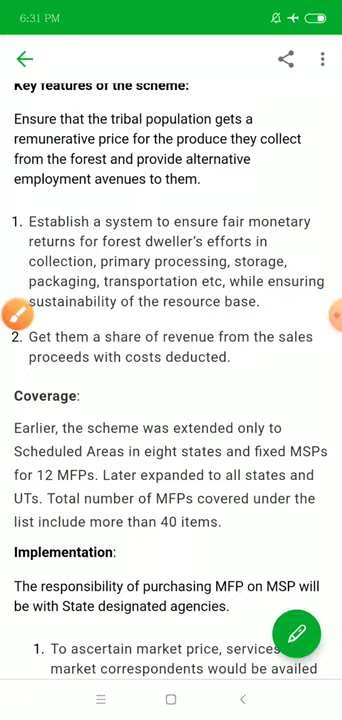 6:31 PM
Key features of the scheme:
Ensure that the tribal population gets a
remunerative price for the produce they collect
from the forest and provide alternative
employment avenues to them.
1. Establish a system to ensure fair monetary
returns for forest dweller's efforts in
collection, primary processing, storage,
packaging, transportation etc, while ensuring
sustainability of the resource base.
2. Get them a share of revenue from the sales
proceeds with costs deducted.
Coverage:
Earlier, the scheme was extended only to
Scheduled Areas in eight states and fixed MSPs
for 12 MFPs. Later expanded to all states and
UTs. Total number of MFPs covered under the
list include more than 40 items.
Implementation:
The responsibility of purchasing MFP on MSP will
be with State designated agencies.
1. To ascertain market price, services
market correspondents would be availed